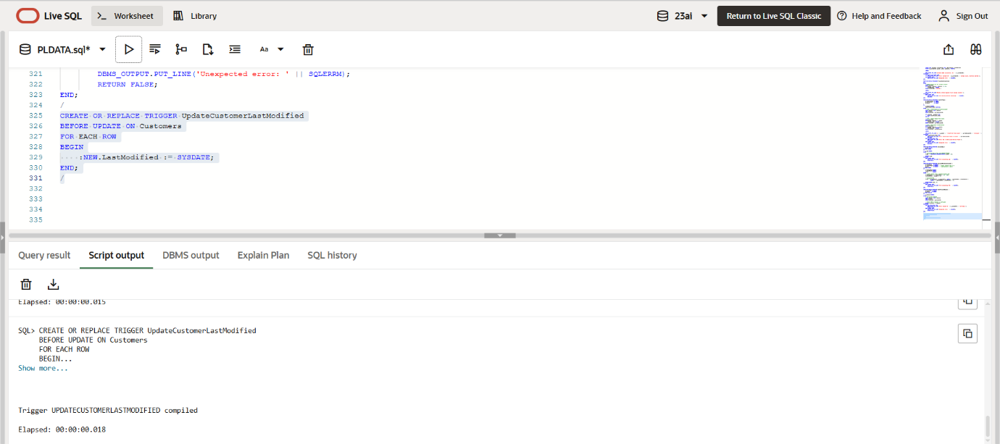 Live SQL
>_ Worksheet
Library
23ai
Return to Live SQL Classic
Help and Feedback
Sign Out
PLDATA.sql*
Aa
321 DBMS_OUTPUT.PUT_LINE('Unexpected error: ' || SQLERRM);
322 RETURN FALSE;
323 END;
324 /
325 CREATE OR REPLACE TRIGGER UpdateCustomerLastModified
326 BEFORE UPDATE ON Customers
327 FOR EACH ROW
328 BEGIN
329 :NEW.LastModified := SYSDATE;
330 END;
331 /
332
333
334
335
Query result
Script output
DBMS output
Explain Plan
SQL history
Elapsed: 00:00:00.015
SQL> CREATE OR REPLACE TRIGGER UpdateCustomerLastModified
BEFORE UPDATE ON Customers
FOR EACH ROW
BEGIN...
Show more...
Trigger UPDATECUSTOMERLASTMODIFIED compiled
Elapsed: 00:00:00.018